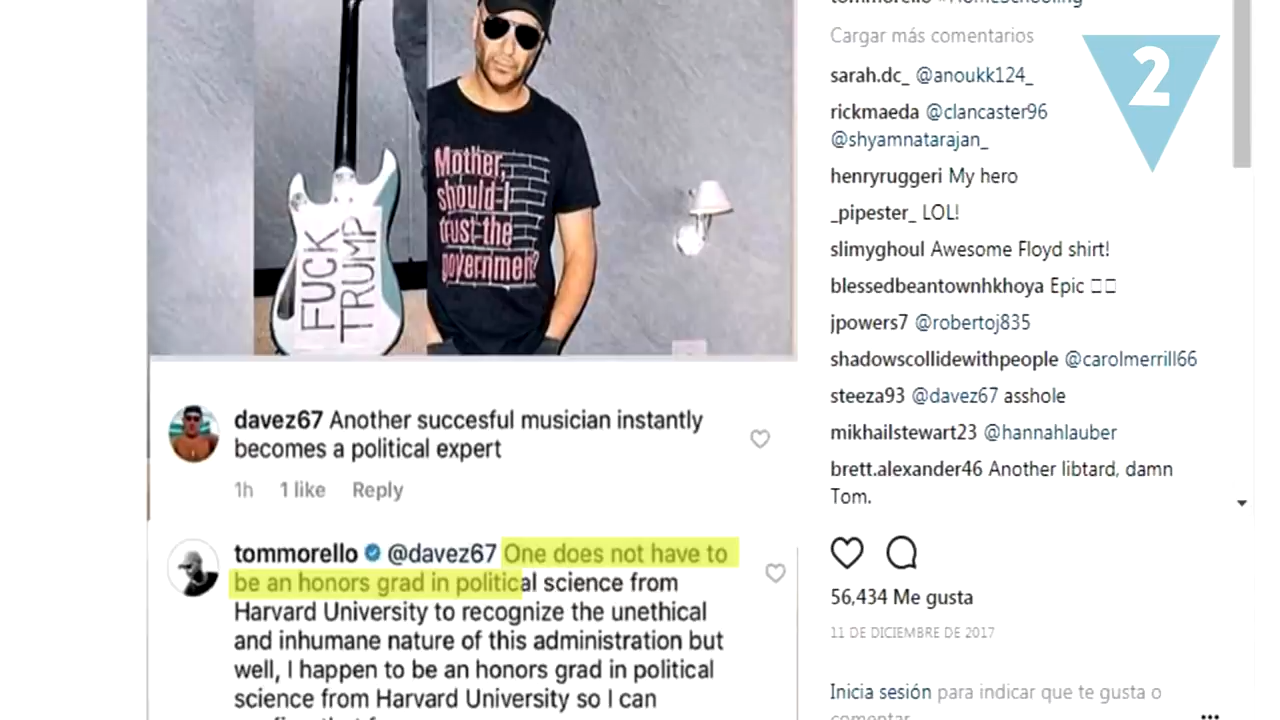 FUCK
TRUMP
Mother,
should I
trust the
government?
davez67 Another succesful musician instantly
becomes a political expert
1h 1 like Reply
tommorello @davez67 One does not have to
be an honors grad in political science from
Harvard University to recognize the unethical
and inhumane nature of this administration but
well, I happen to be an honors grad in political
science from Harvard University so I can
Cargar más comentarios
sarah.dc_ @anoukk124_
rickmaeda @clancaster96
@shyamnatarajan_
henryruggeri My hero
_pipester_ LOL!
slimyghoul Awesome Floyd shirt!
blessedbeantownhkhoya Epic
jpowers7 @robertoj835
shadowscollidewithpeople @carolmerrill66
steeza93 @davez67 asshole
mikhailstewart23 @hannahlauber
brett.alexander46 Another libtard, damn
Tom.
56,434 Me gusta
11 DE DICIEMBRE DE 2017
Inicia sesión para indicar que te gusta o
comentar
2